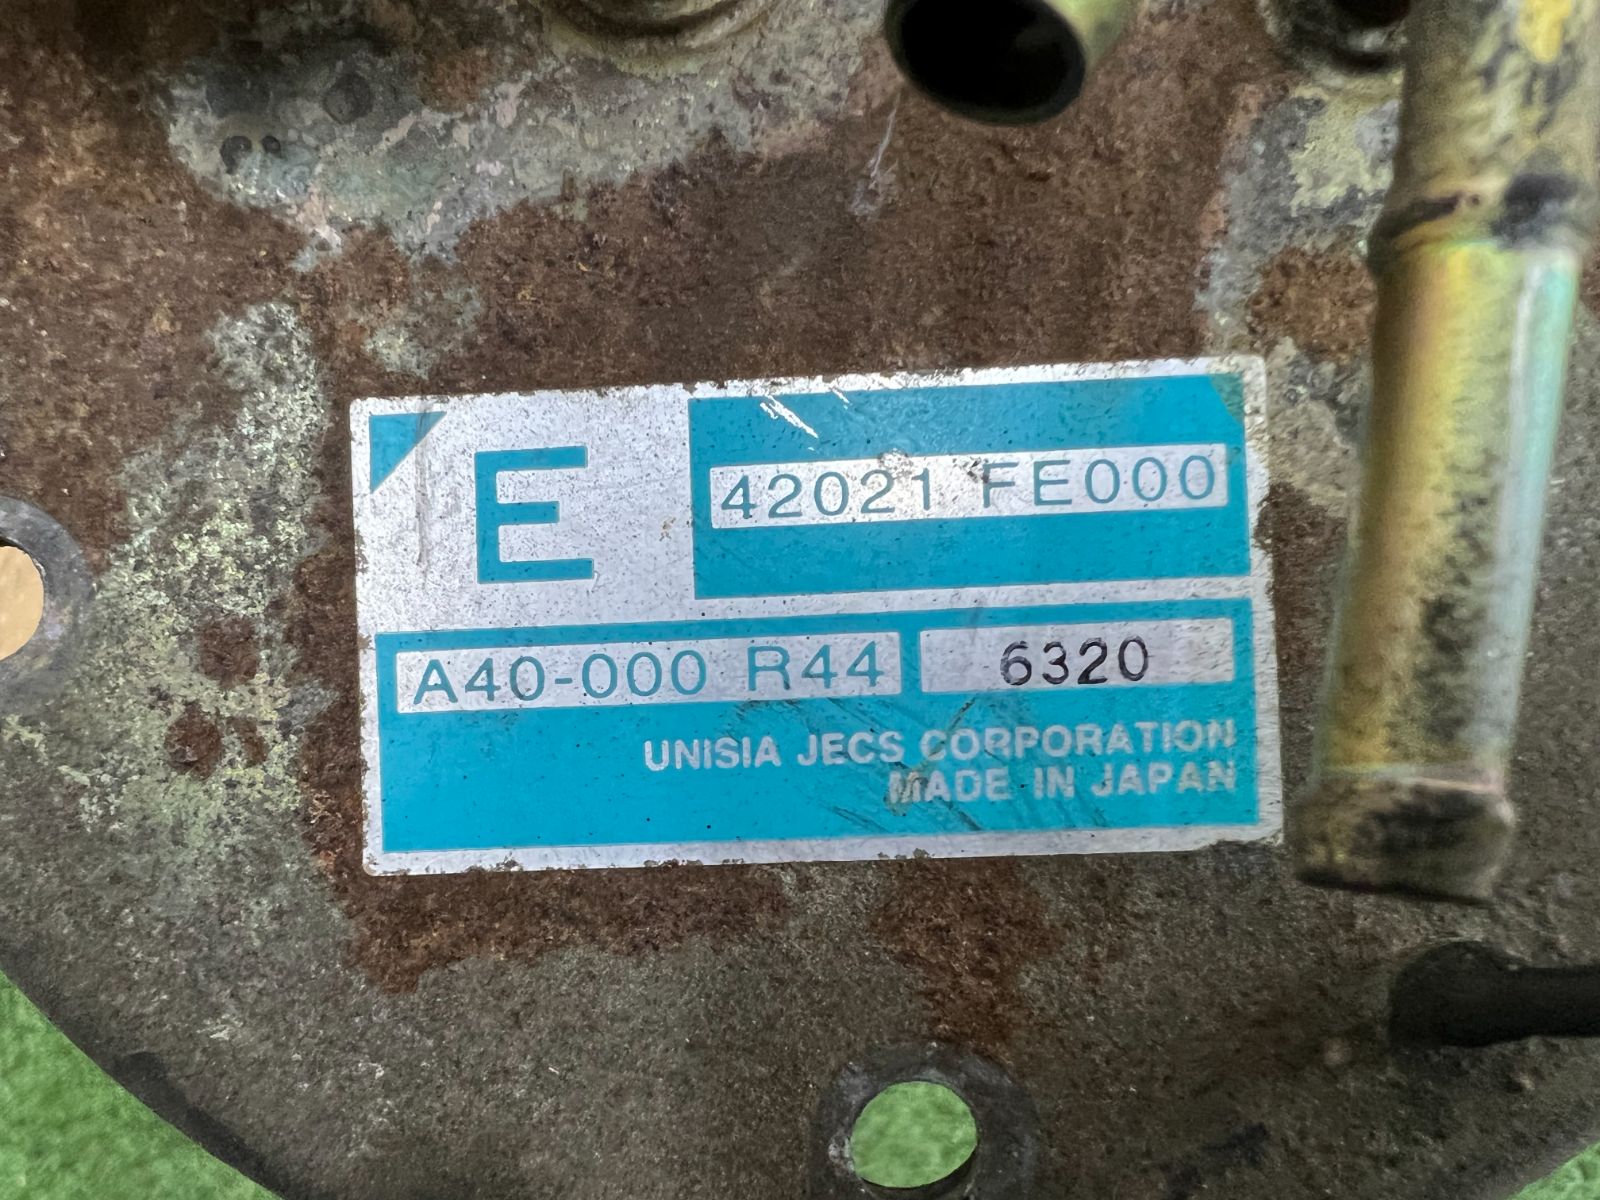 E
42021 FE000
A40-000 R44 6320
UNISIA JECS CORPORATION
MADE IN JAPAN